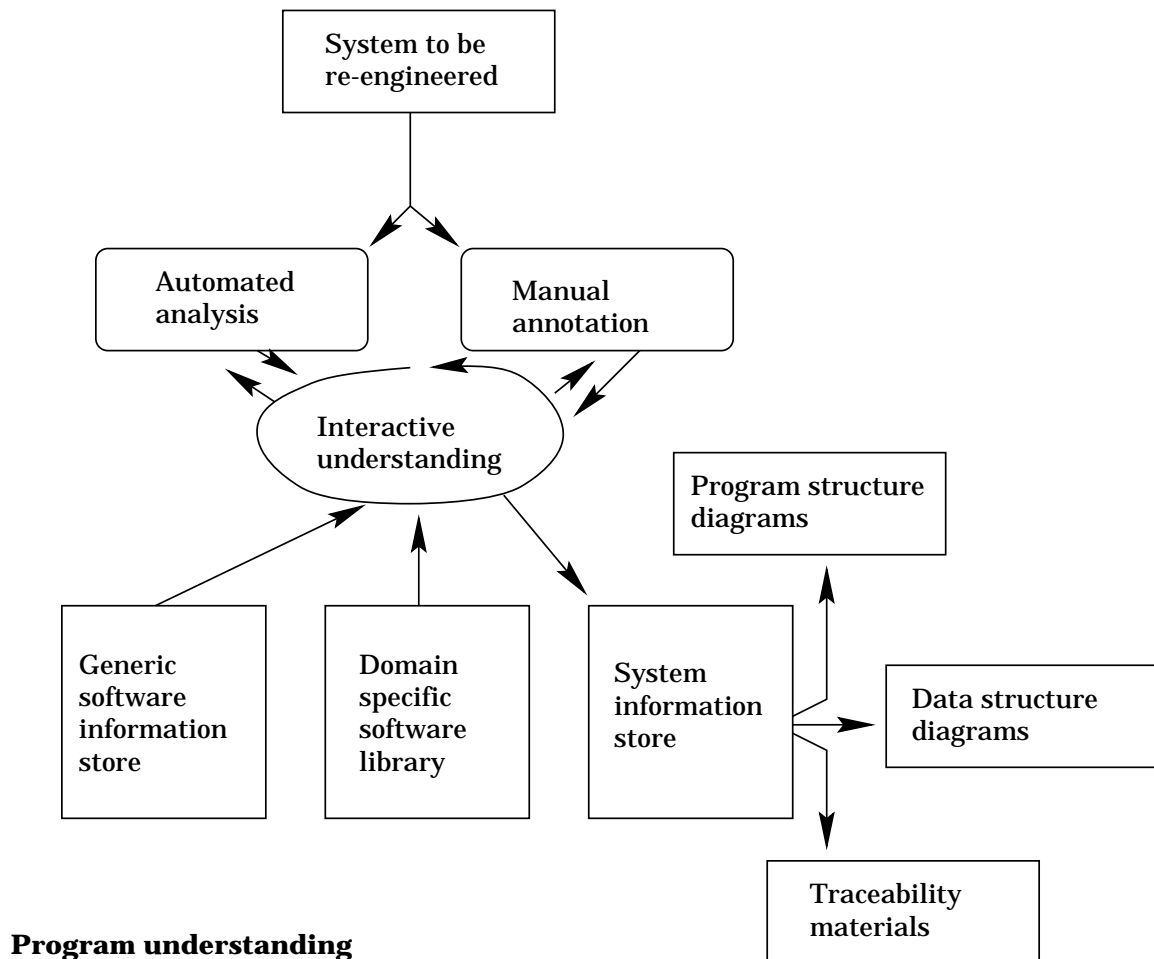 System to be
re-engineered
Automated
analysis
Manual
annotation
Interactive
understanding
Program structure
diagrams
Generic
software
information
store
Domain
specific
software
library
System
information
store
Data structure
diagrams
Traceability
materials
Program understanding